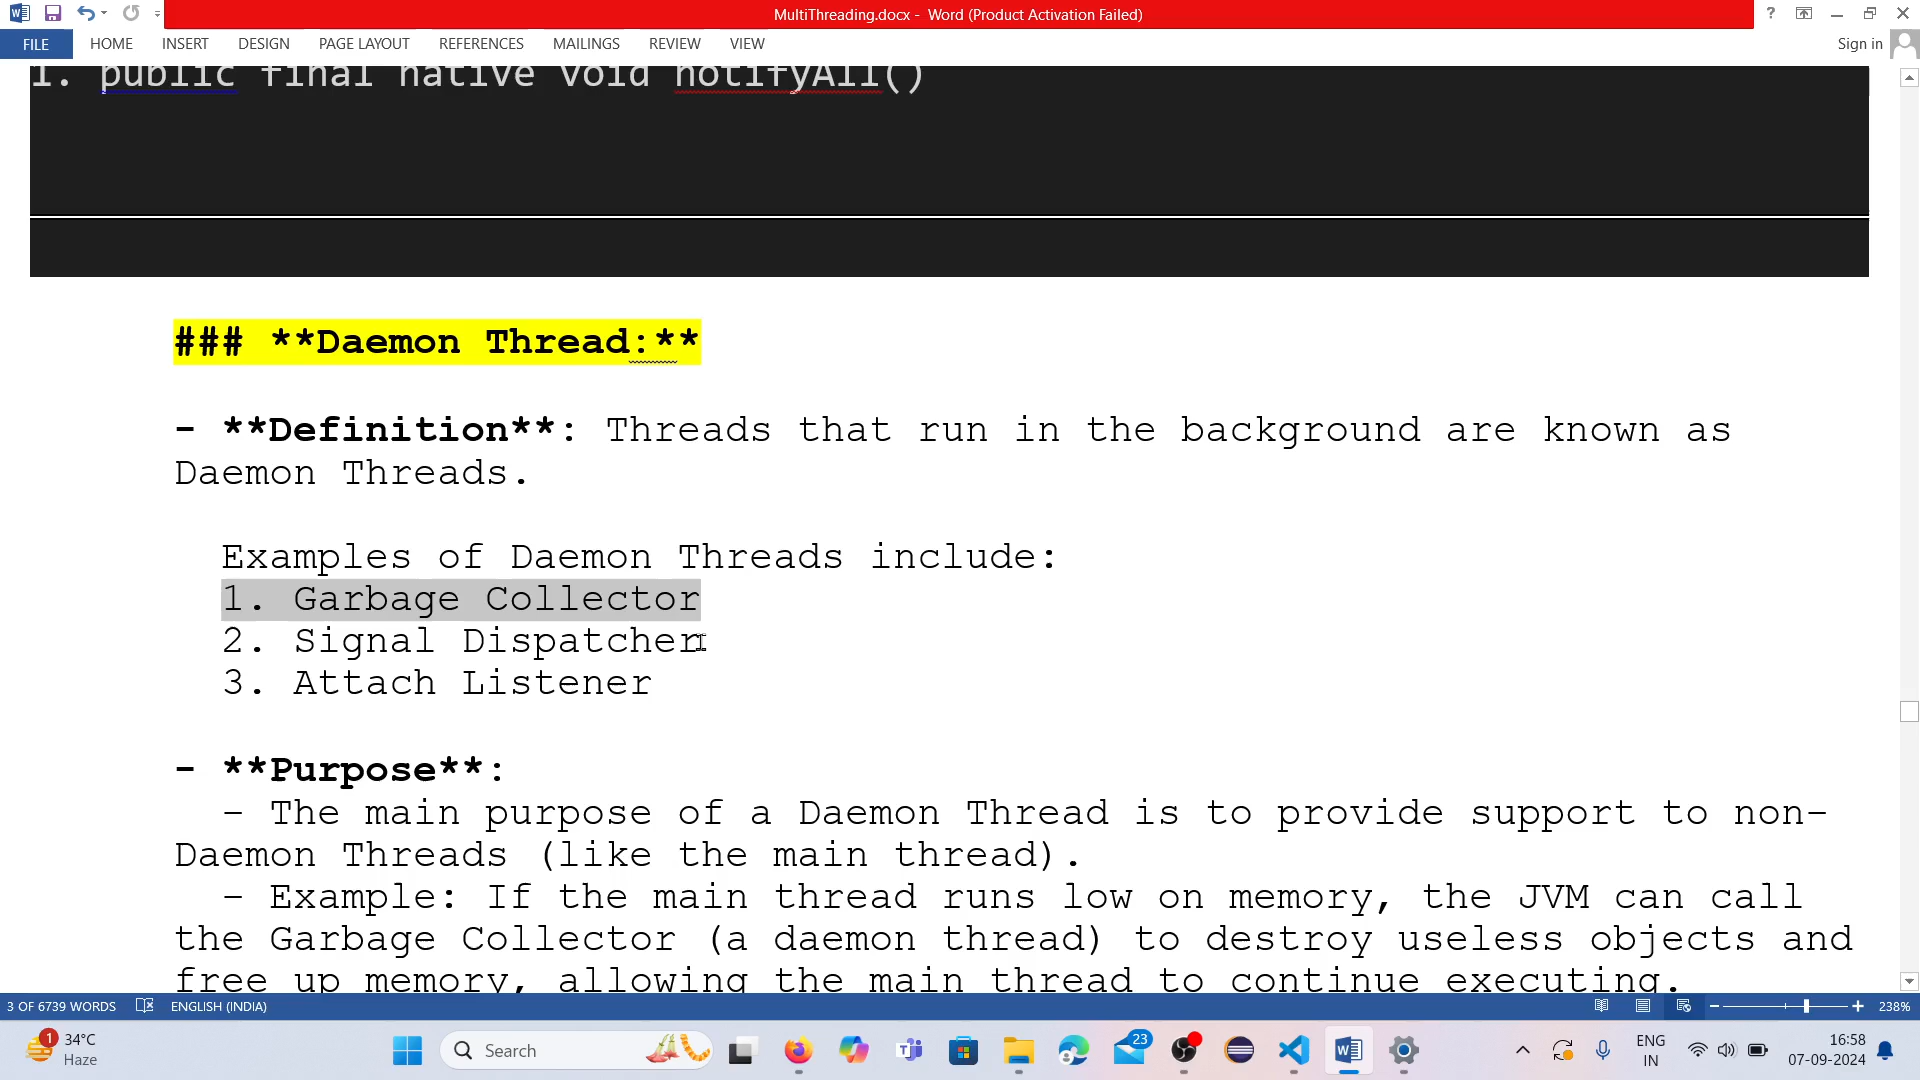 MultiThreading.docx - Word (Product Activation Failed)
FILE HOME INSERT DESIGN PAGE LAYOUT REFERENCES MAILINGS REVIEW VIEW Sign in
1. public final native void notifyAll()
### **Daemon Thread:**
- **Definition**: Threads that run in the background are known as
Daemon Threads.
Examples of Daemon Threads include:
1. Garbage Collector
2. Signal Dispatcher
3. Attach Listener
- **Purpose**:
- The main purpose of a Daemon Thread is to provide support to non-
Daemon Threads (like the main thread).
- Example: If the main thread runs low on memory, the JVM can call
the Garbage Collector (a daemon thread) to destroy useless objects and
free up memory, allowing the main thread to continue executing.
3 OF 6739 WORDS ENGLISH (INDIA) 238%
1 34°C
Haze
Search
23
ENG
IN
16:58
07-09-2024